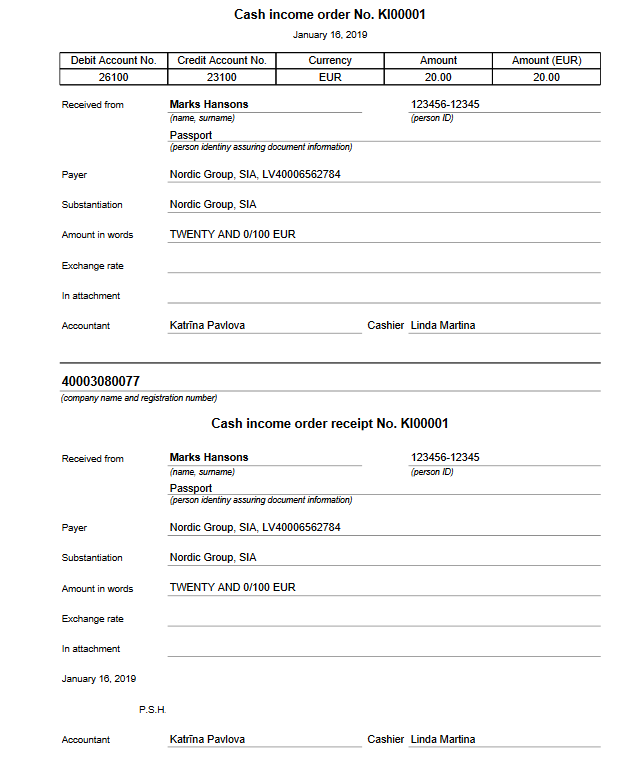 Cash income order No. KI00001
January 16, 2019
Debit Account No. Credit Account No. Currency Amount Amount (EUR)
26100 23100 EUR 20.00 20.00
Received from Marks Hansons 123456-12345
(name, surname) (person ID)
Passport
(person identiny assuring document information)
Payer Nordic Group, SIA, LV40006562784
Substantiation Nordic Group, SIA
Amount in words TWENTY AND 0/100 EUR
Exchange rate
In attachment
Accountant Katrīna Pavlova Cashier Linda Martina
40003080077
(company name and registration number)
Cash income order receipt No. KI00001
Received from Marks Hansons 123456-12345
(name, surname) (person ID)
Passport
(person identiny assuring document information)
Payer Nordic Group, SIA, LV40006562784
Substantiation Nordic Group, SIA
Amount in words TWENTY AND 0/100 EUR
Exchange rate
In attachment
January 16, 2019
P.S.H.
Accountant Katrīna Pavlova Cashier Linda Martina